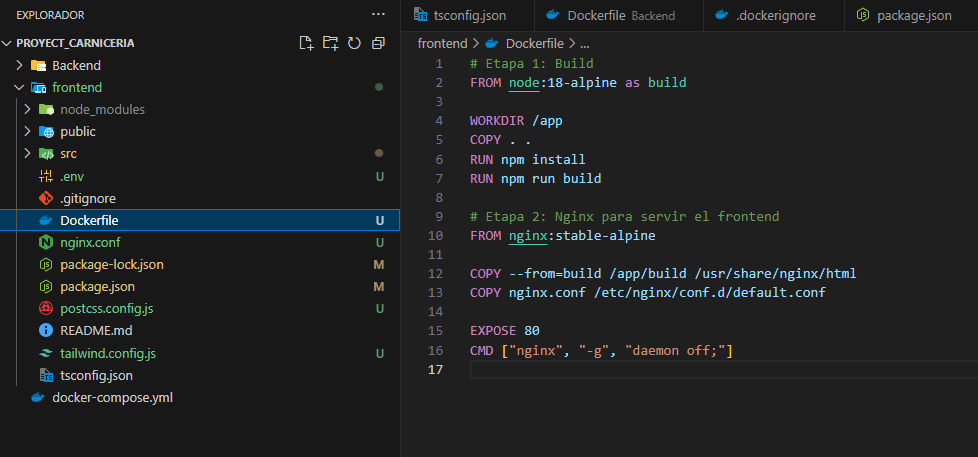 EXPLORADOR
PROYECT_CARNICERIA
Backend
frontend
node_modules
public
src
.env U
.gitignore
Dockerfile U
nginx.conf U
package-lock.json M
package.json M
postcss.config.js U
README.md
tailwind.config.js U
tsconfig.json
docker-compose.yml
tsconfig.json Dockerfile Backend .dockerignore package.json
frontend > Dockerfile > ...
1 # Etapa 1: Build
2 FROM node:18-alpine as build
3
4 WORKDIR /app
5 COPY . .
6 RUN npm install
7 RUN npm run build
8
9 # Etapa 2: Nginx para servir el frontend
10 FROM nginx:stable-alpine
11
12 COPY --from=build /app/build /usr/share/nginx/html
13 COPY nginx.conf /etc/nginx/conf.d/default.conf
14
15 EXPOSE 80
16 CMD ["nginx", "-g", "daemon off;"]
17